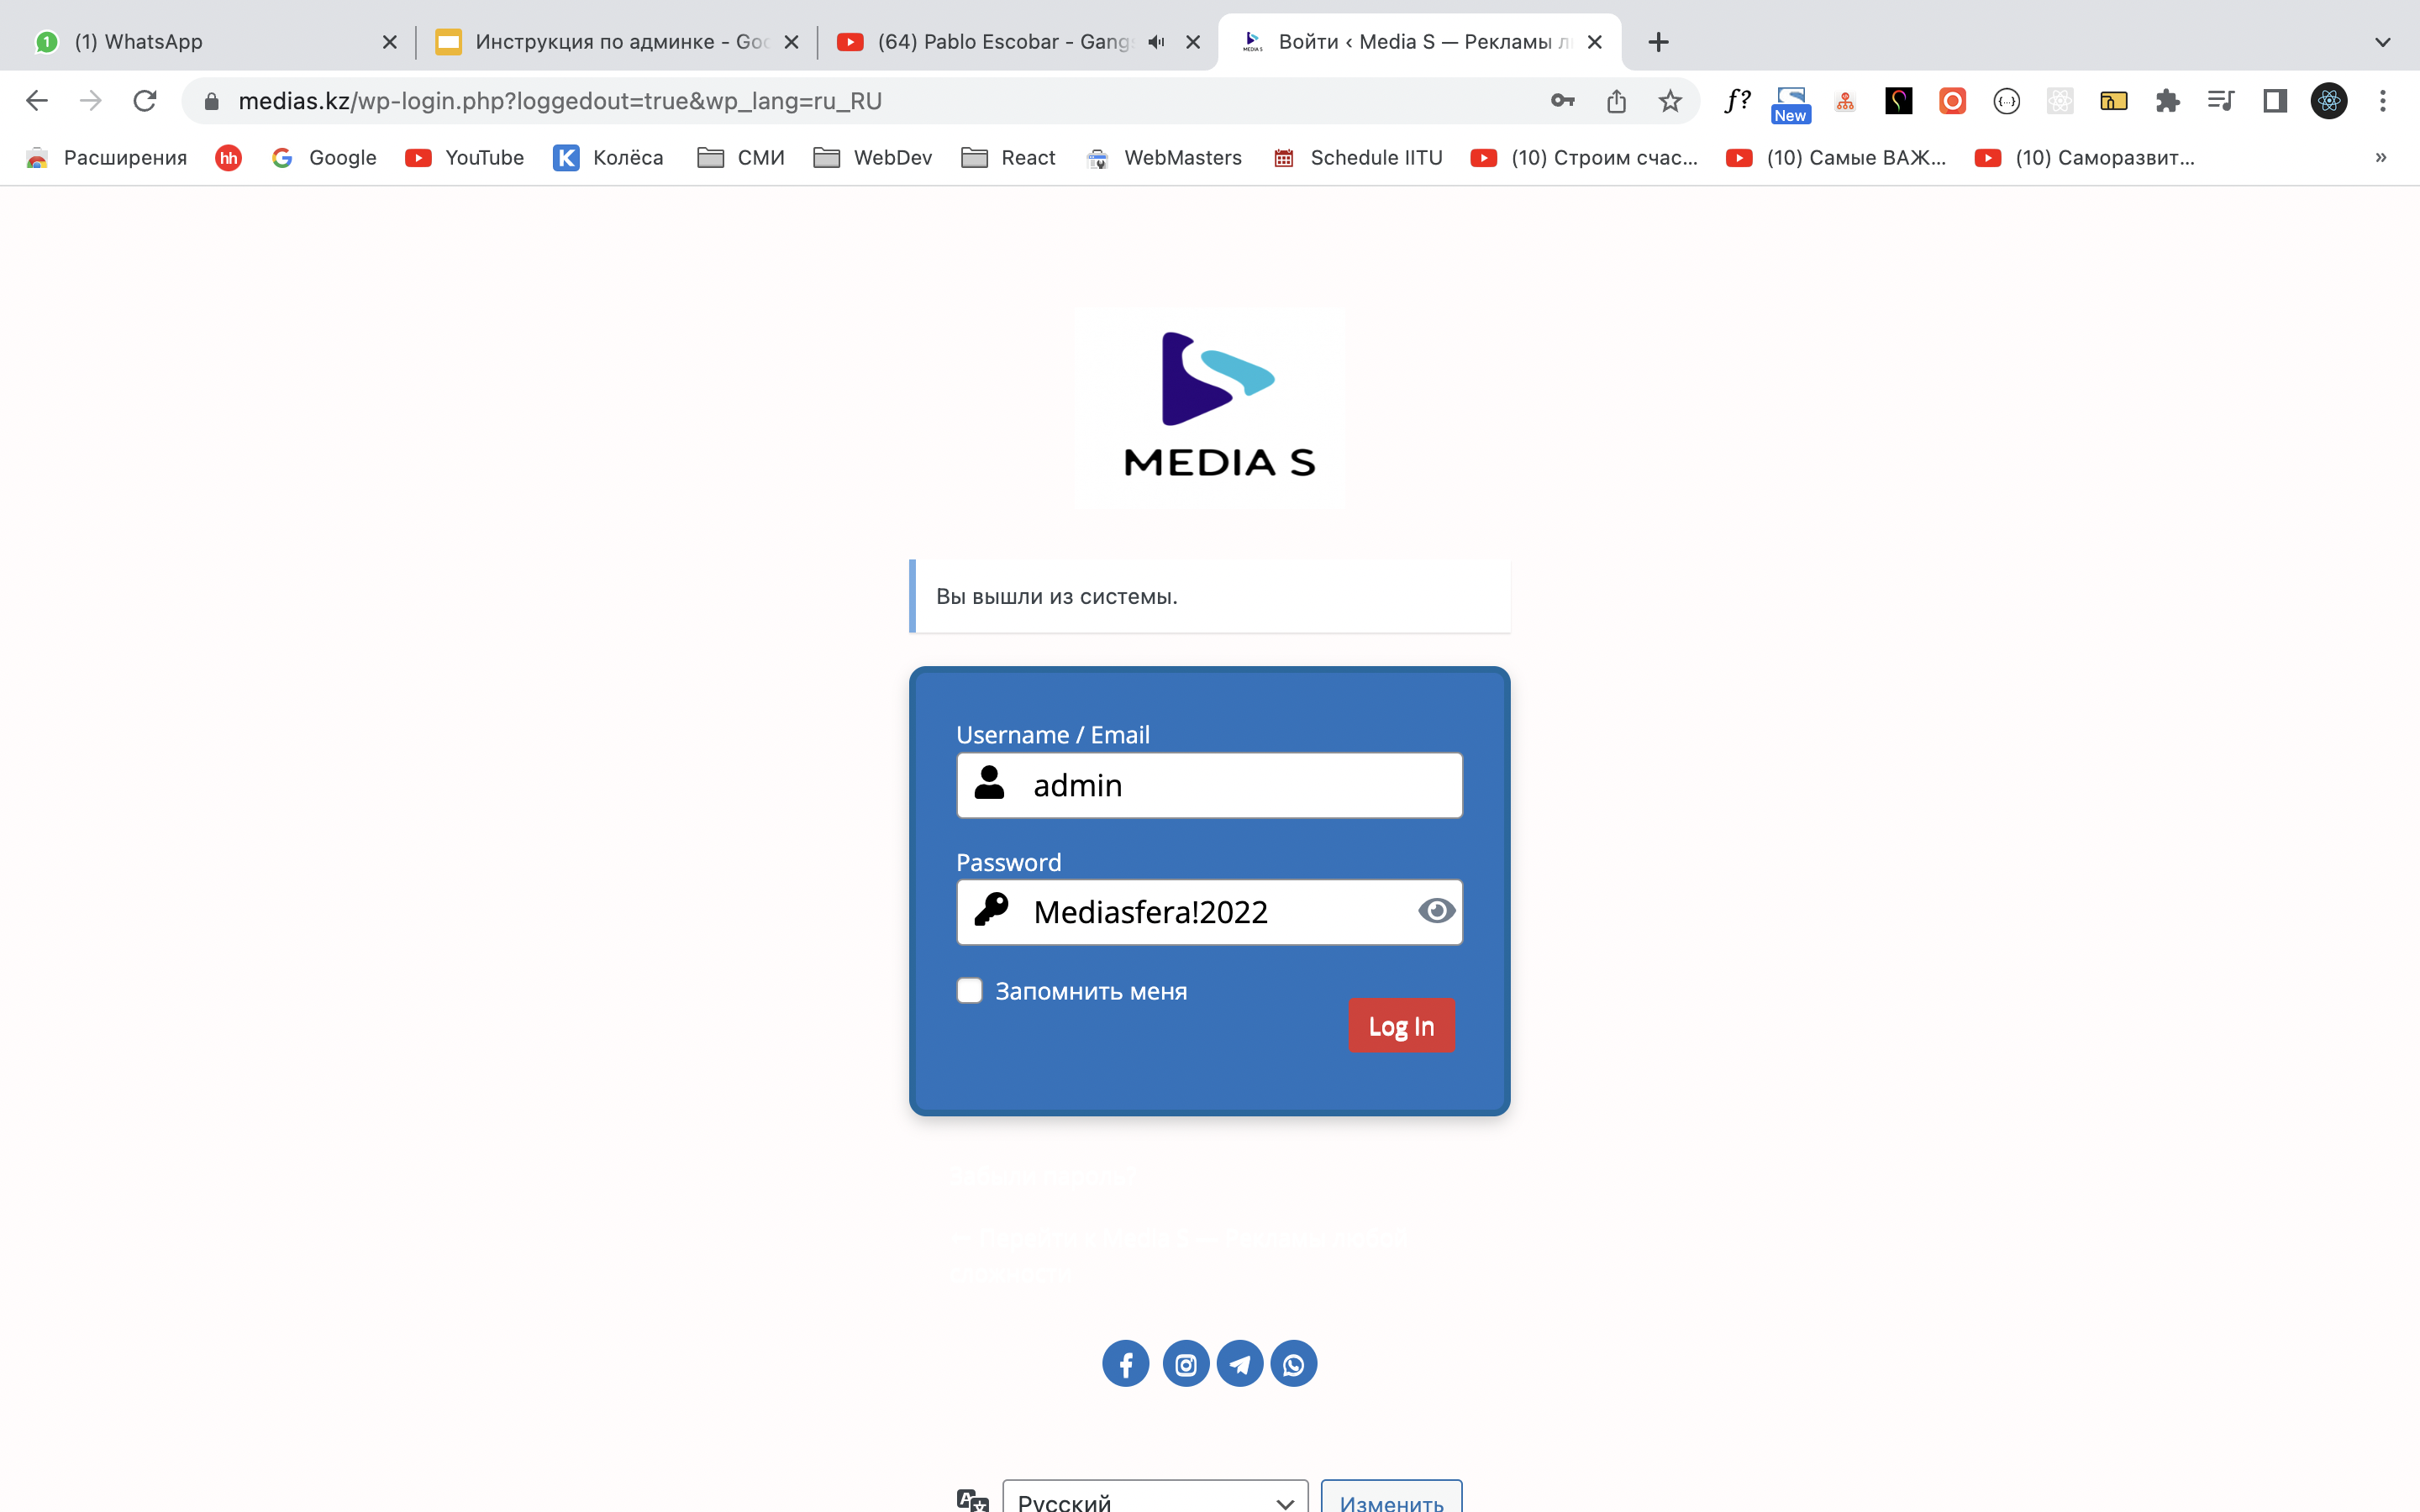 (1) WhatsApp
Инструкция по админке - Goo
(64) Pablo Escobar - Gang
Войти ‹ Media S — Рекламы л
medias.kz/wp-login.php?loggedout=true&wp_lang=ru_RU
f?
New
Расширения
hh
Google
YouTube
Колёса
СМИ
WebDev
React
WebMasters
Schedule IITU
(10) Строим счас...
(10) Самые ВАЖ...
(10) Саморазвит...
»
MEDIA S
Вы вышли из системы.
Username / Email
admin
Password
Mediasfera!2022
Запомнить меня
Log In
Русский
Изменить